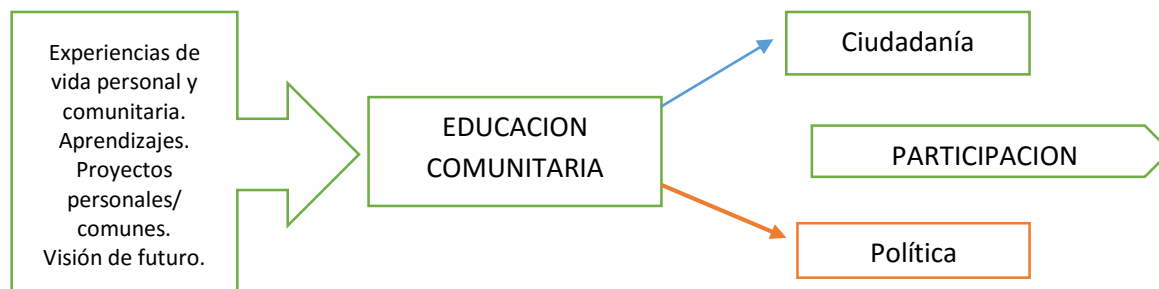 Experiencias de
vida personal y
comunitaria.
Aprendizajes.
Proyectos
personales/
comunes.
Visión de futuro.
EDUCACION
COMUNITARIA
Ciudadanía
PARTICIPACION
Política